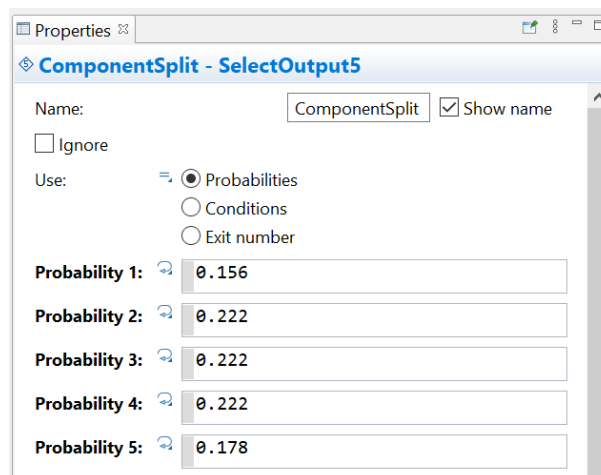 Properties
ComponentSplit - SelectOutput5
Name: ComponentSplit Show name
Ignore
Use: Probabilities
Conditions
Exit number
Probability 1: 0.156
Probability 2: 0.222
Probability 3: 0.222
Probability 4: 0.222
Probability 5: 0.178